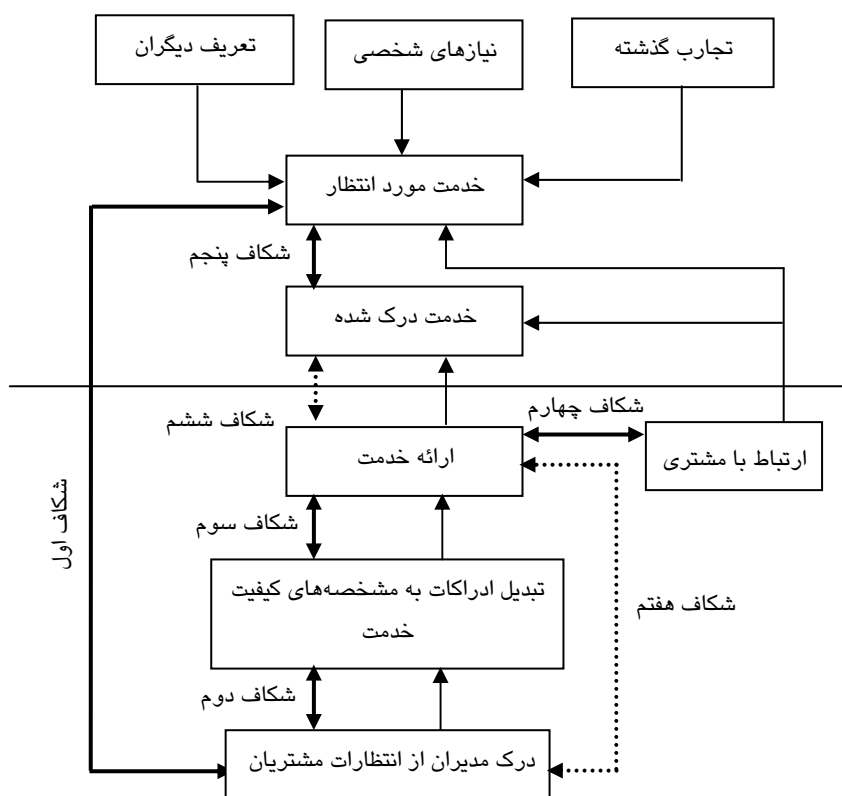 تجارب گذشته
نیازهای شخصی
تعریف دیگران
خدمت مورد انتظار
شکاف پنجم
خدمت درک شده
شکاف چهارم
شکاف ششم
ارتباط با مشتری
ارائه خدمت
شکاف اول
شکاف سوم
تبدیل ادراکات به مشخصه‌های کیفیت
خدمت
شکاف هفتم
شکاف دوم
درک مدیران از انتظارات مشتریان